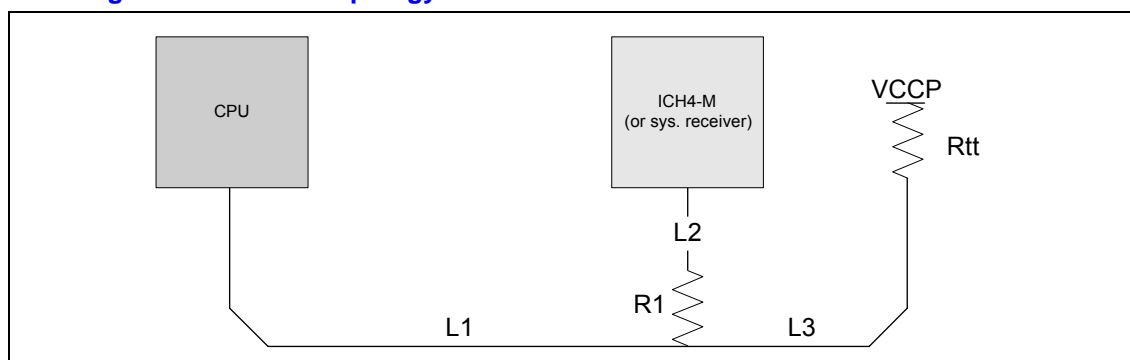 CPU
ICH4-M
(or sys. receiver)
VCCP
Rtt
L2
R1
L1
L3